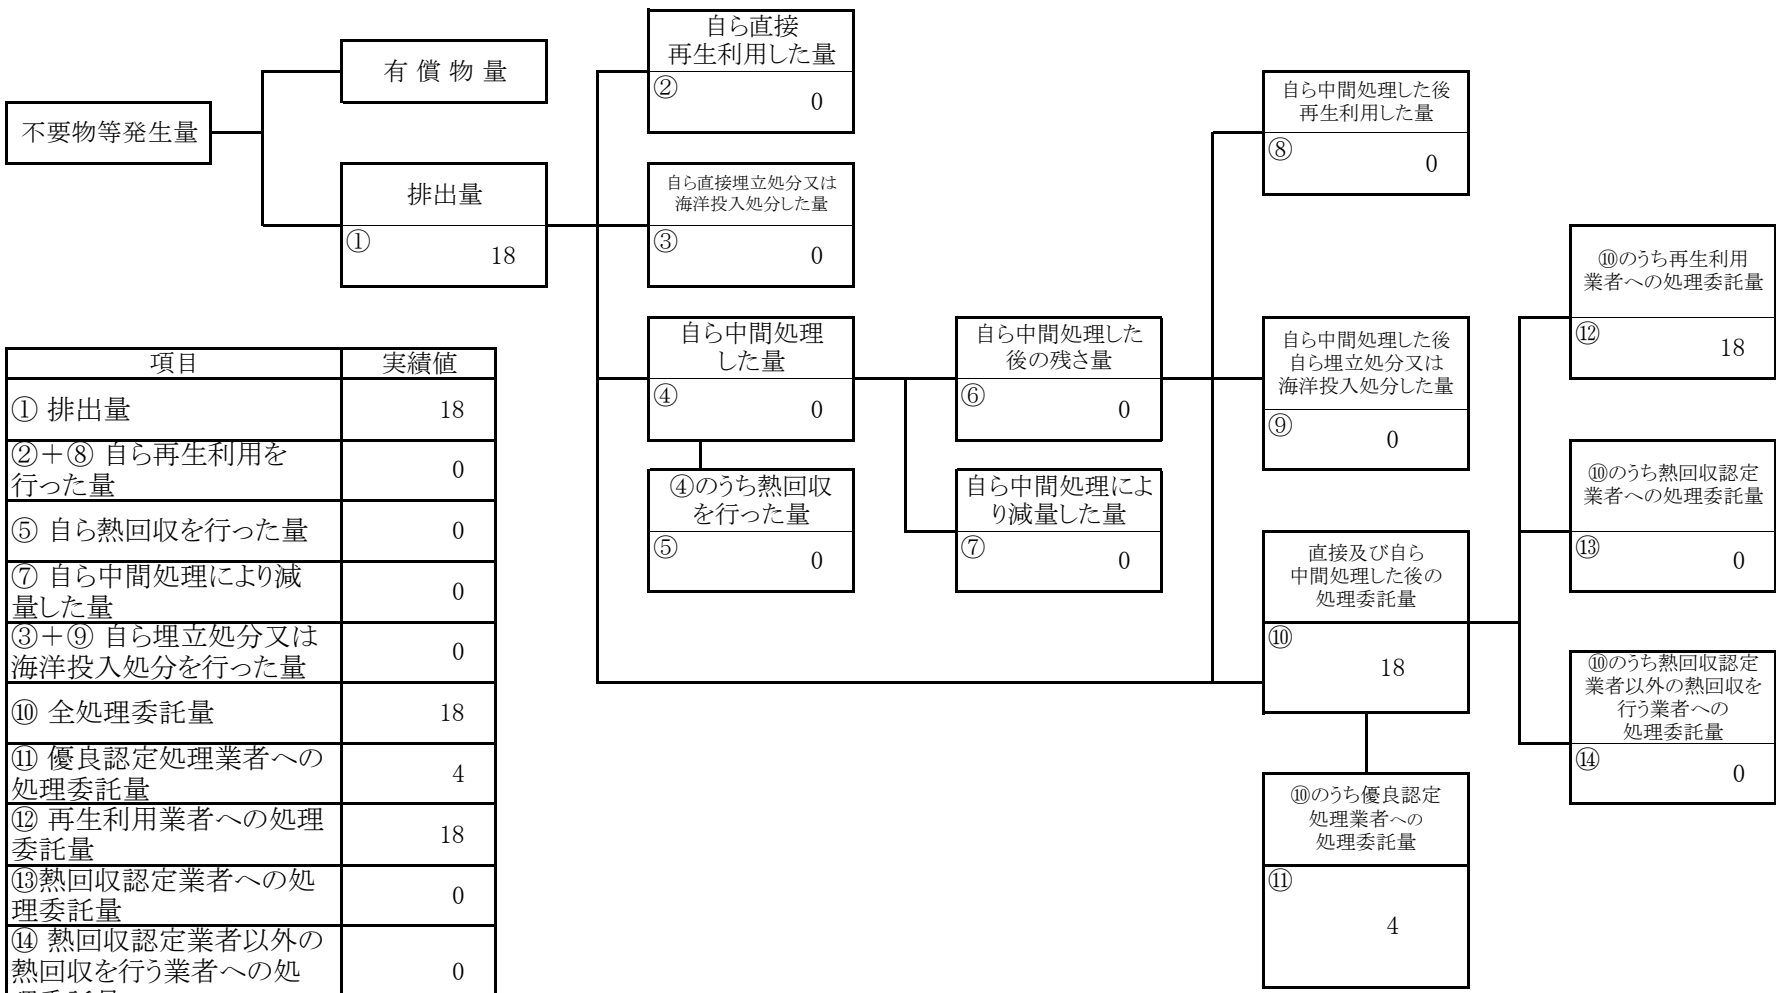 不要物等発生量
有 償 物 量
排出量
①
18
自ら直接
再生利用した量
②
0
自ら直接埋立処分又は
海洋投入処分した量
③
0
自ら中間処理
した量
④
0
④のうち熱回収
を行った量
⑤
0
自ら中間処理した
後の残さ量
⑥
0
自ら中間処理によ
り減量した量
⑦
0
自ら中間処理した後
再生利用した量
⑧
0
自ら中間処理した後
自ら埋立処分又は
海洋投入処分した量
⑨
0
直接及び自ら
中間処理した後の
処理委託量
⑩
18
⑩のうち優良認定
処理業者への
処理委託量
⑪
4
⑩のうち再生利用
業者への処理委託量
⑫
18
⑩のうち熱回収認定
業者への処理委託量
⑬
0
⑩のうち熱回収認定
業者以外の熱回収を
行う業者への
処理委託量
⑭
0
項目 実績値
① 排出量 18
②+⑧ 自ら再生利用を
行った量 0
⑤ 自ら熱回収を行った量 0
⑦ 自ら中間処理により減
量した量 0
③+⑨ 自ら埋立処分又は
海洋投入処分を行った量 0
⑩ 全処理委託量 18
⑪ 優良認定処理業者への
処理委託量 4
⑫ 再生利用業者への処理
委託量 18
⑬熱回収認定業者への処
理委託量 0
⑭ 熱回収認定業者以外の
熱回収を行う業者への処 0